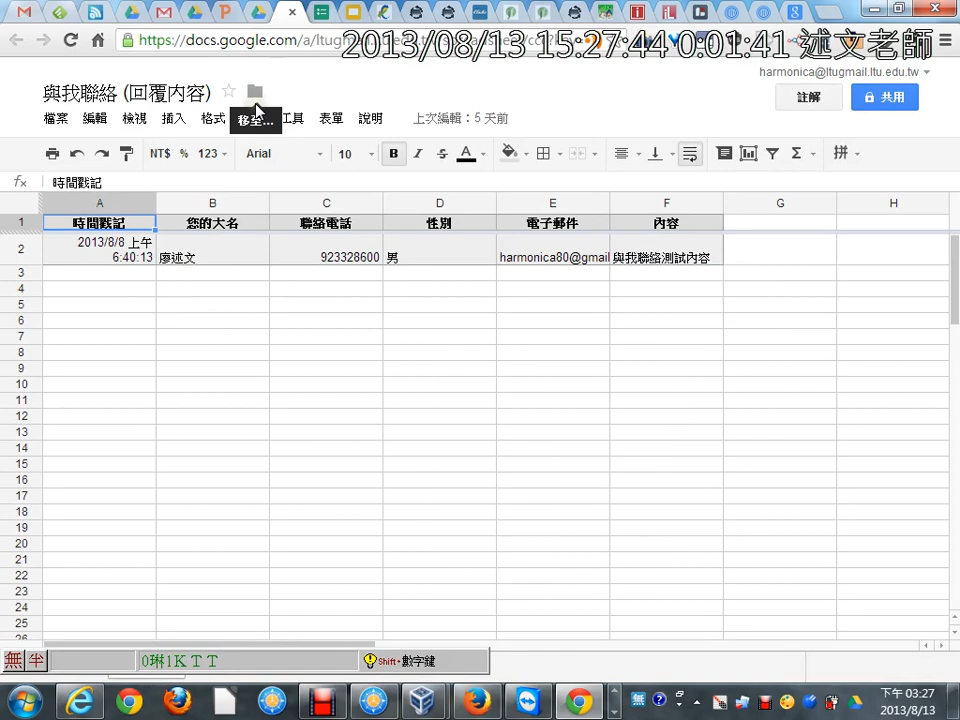 https://docs.google.com/a/ltugmail
2013/08/13 15:27:44 0:01:41 述文老師
harmonica@ltugmail.ltu.edu.tw
與我聯絡 (回覆內容)
註解
共用
檔案 編輯 檢視 插入 格式 工具 表單 說明 上次編輯：5 天前
移至...
NT$ % 123 Arial 10 B I S A Σ 拼
fx 時間戳記
A B C D E F G H
1 時間戳記 您的大名 聯絡電話 性別 電子郵件 內容
2 2013/8/8 上午 6:40:13 廖述文 923328600 男 harmonica80@gmail 與我聯絡測試內容
3
4
5
6
7
8
9
10
11
12
13
14
15
16
17
18
19
20
21
22
23
24
25
26
無 半 0琳1K T T Shift+數字鍵
無
下午 03:27
2013/8/13